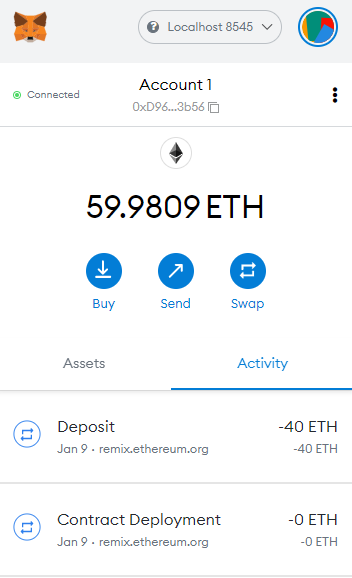 Localhost 8545
Connected
Account 1
0xD96...3b56
59.9809 ETH
Buy Send Swap
Assets Activity
Deposit -40 ETH
Jan 9 · remix.ethereum.org -40 ETH
Contract Deployment -0 ETH
Jan 9 · remix.ethereum.org -0 ETH